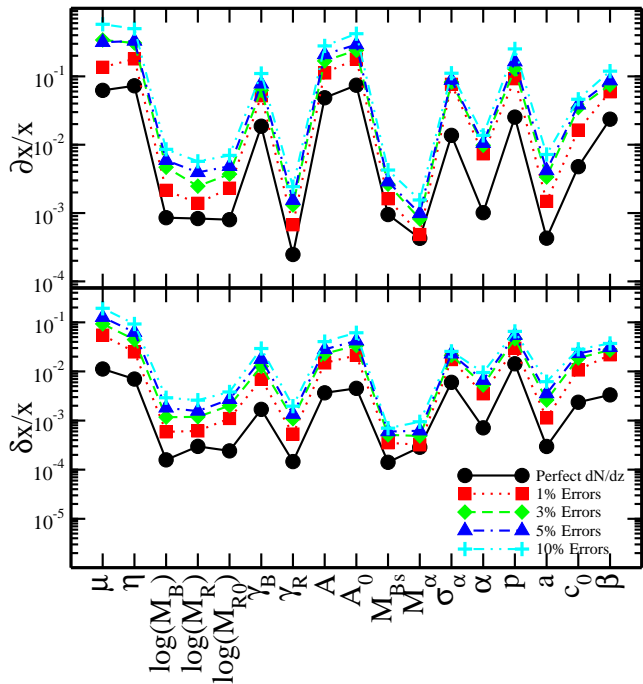 ∂x/x
10⁻¹
10⁻²
10⁻³
10⁻⁴
δx/x
10⁻¹
10⁻²
10⁻³
10⁻⁴
10⁻⁵
Perfect dN/dz
1% Errors
3% Errors
5% Errors
10% Errors
μ
η
log(M_B)
log(M_R)
log(M_R0)
γ_B
γ_R
A
A_0
M_Bs
M_α
σ_α
α
p
a
c_0
β